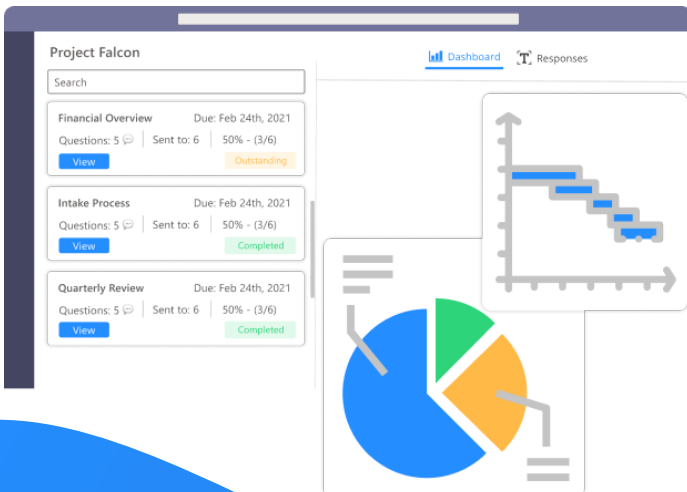 Project Falcon
Dashboard
Responses
Search
Financial Overview Due: Feb 24th, 2021
Questions: 5 Sent to: 6 50% - (3/6)
View Outstanding
Intake Process Due: Feb 24th, 2021
Questions: 5 Sent to: 6 50% - (3/6)
View Completed
Quarterly Review Due: Feb 24th, 2021
Questions: 5 Sent to: 6 50% - (3/6)
View Completed